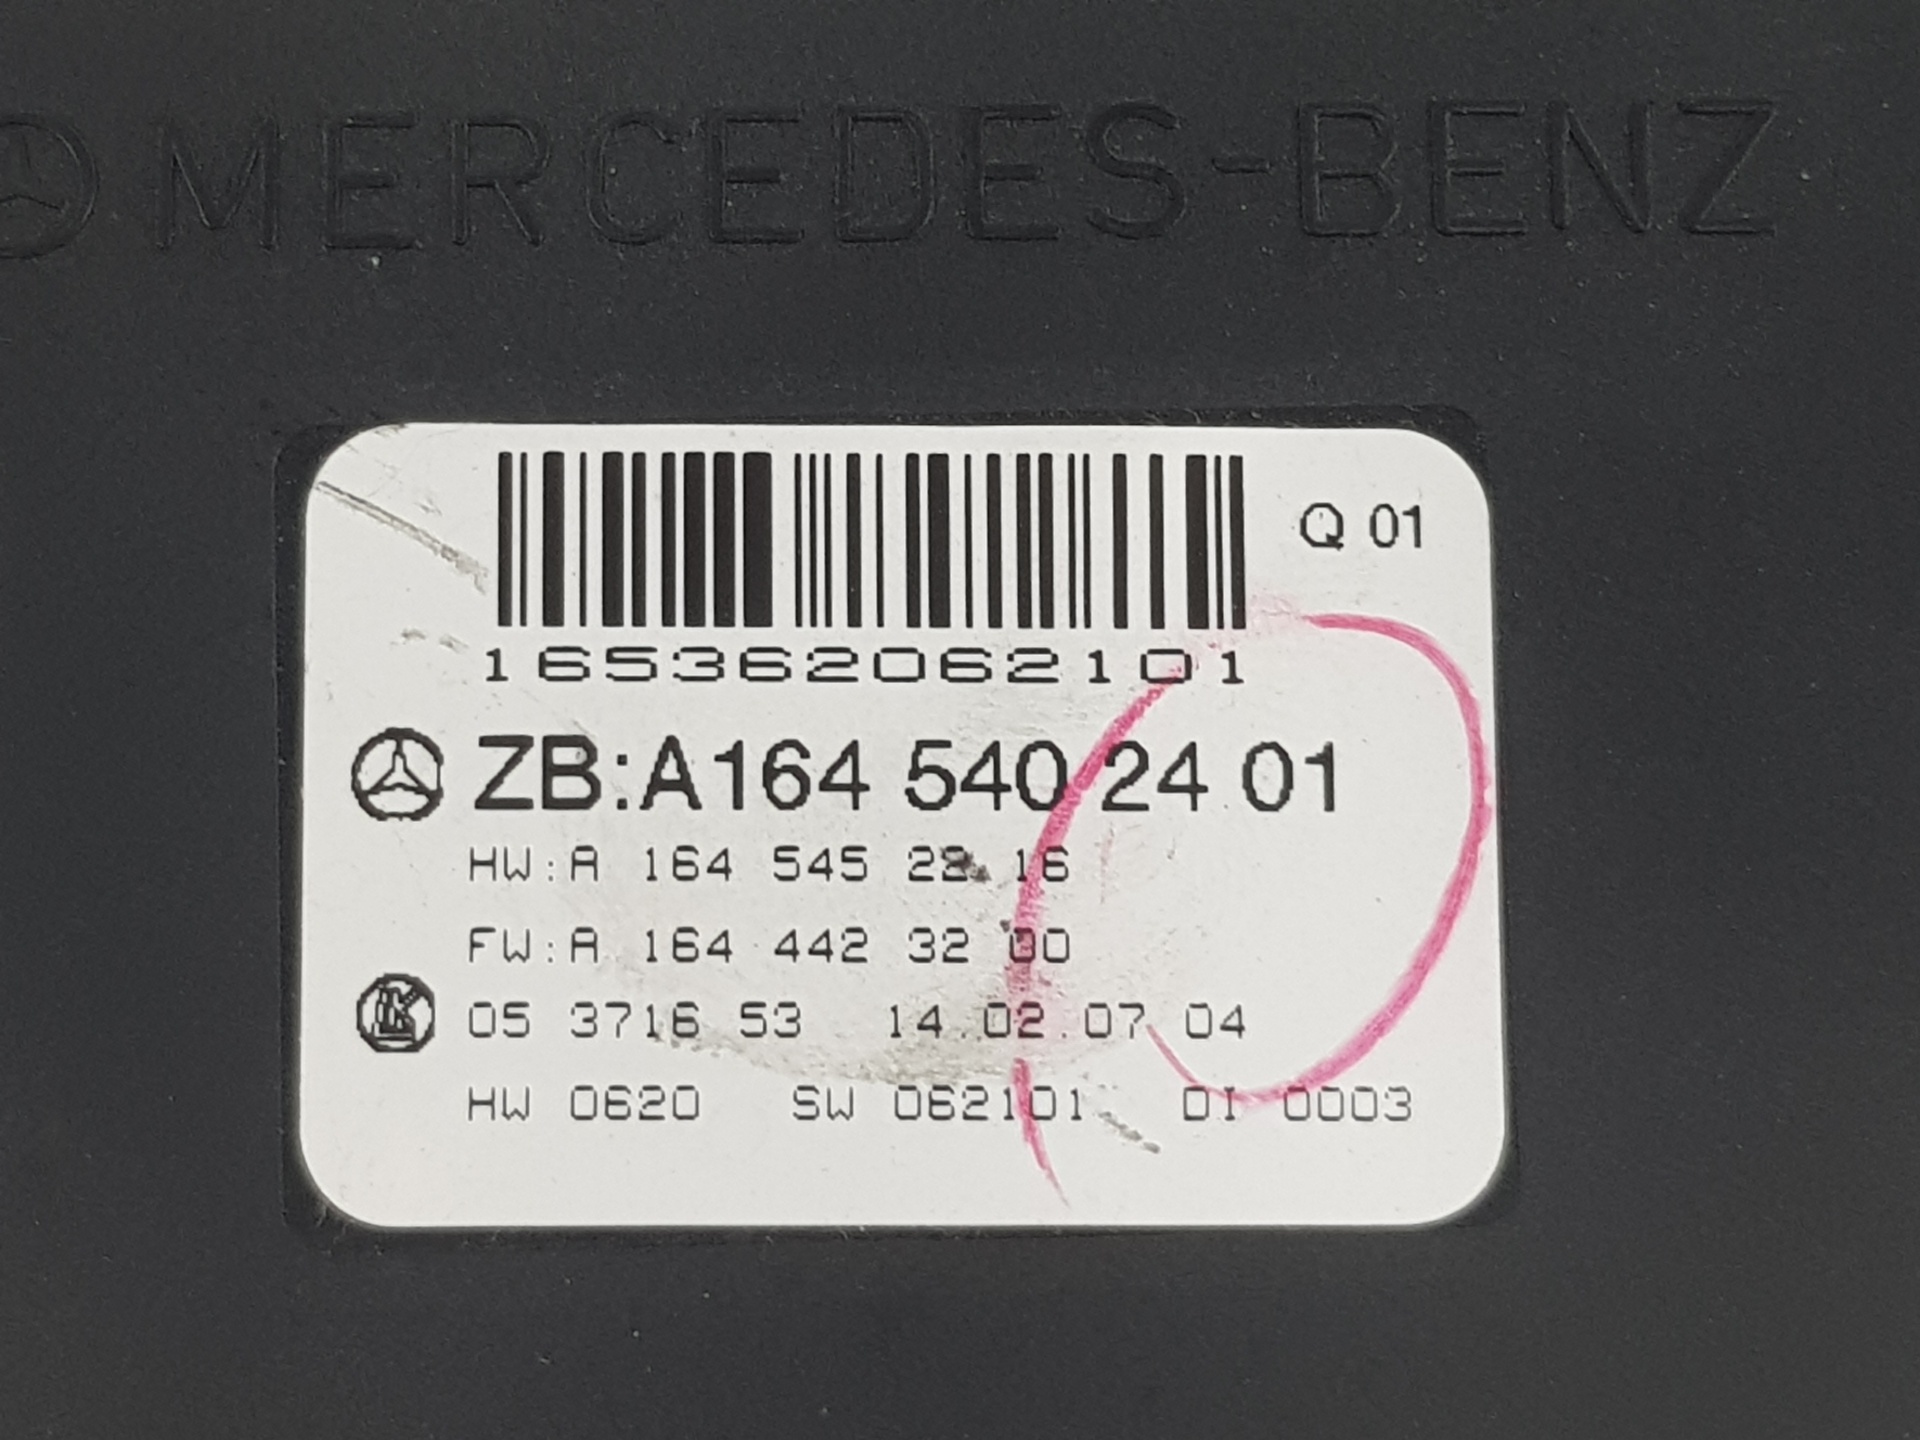 MERCEDES-BENZ
Q 01
165362062101
ZB:A164 540 24 01
HW:A 164 545 22 16
FW:A 164 442 32 00
05 3716 53 14.02.07 04
HW 0620 SW 062101 DI 0003